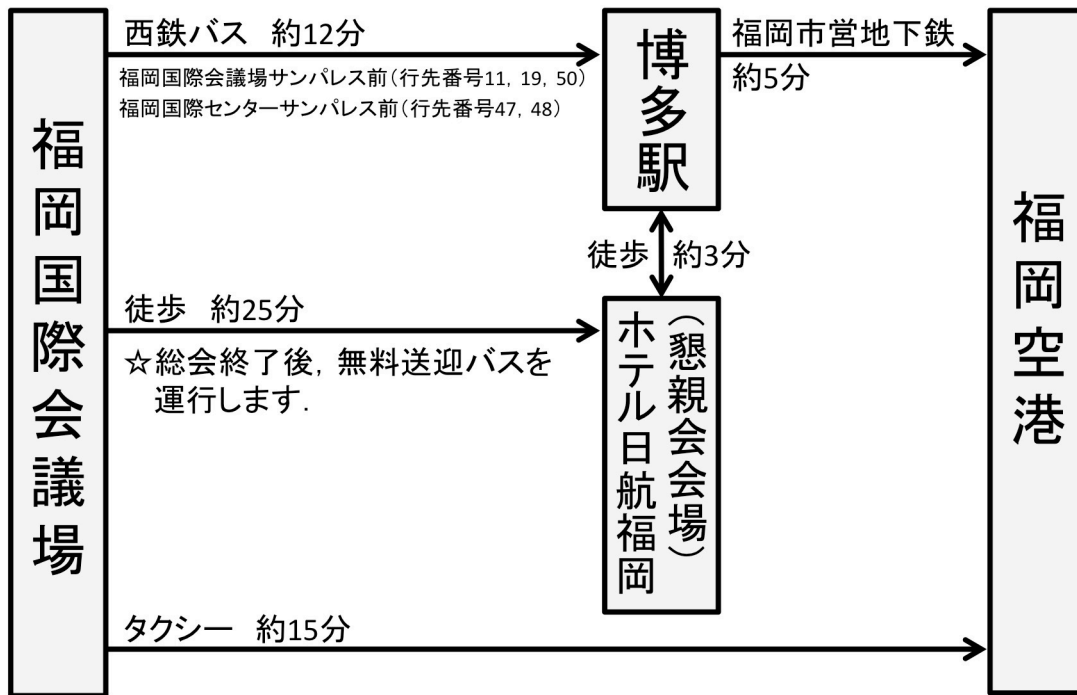 福岡国際会議場
西鉄バス 約12分
福岡国際会議場サンパレス前(行先番号11, 19, 50)
福岡国際センターサンパレス前(行先番号47, 48)
博多駅
福岡市営地下鉄
約5分
徒歩 約3分
徒歩 約25分
☆総会終了後, 無料送迎バスを
運行します.
(懇親会会場)
ホテル日航福岡
タクシー 約15分
福岡空港